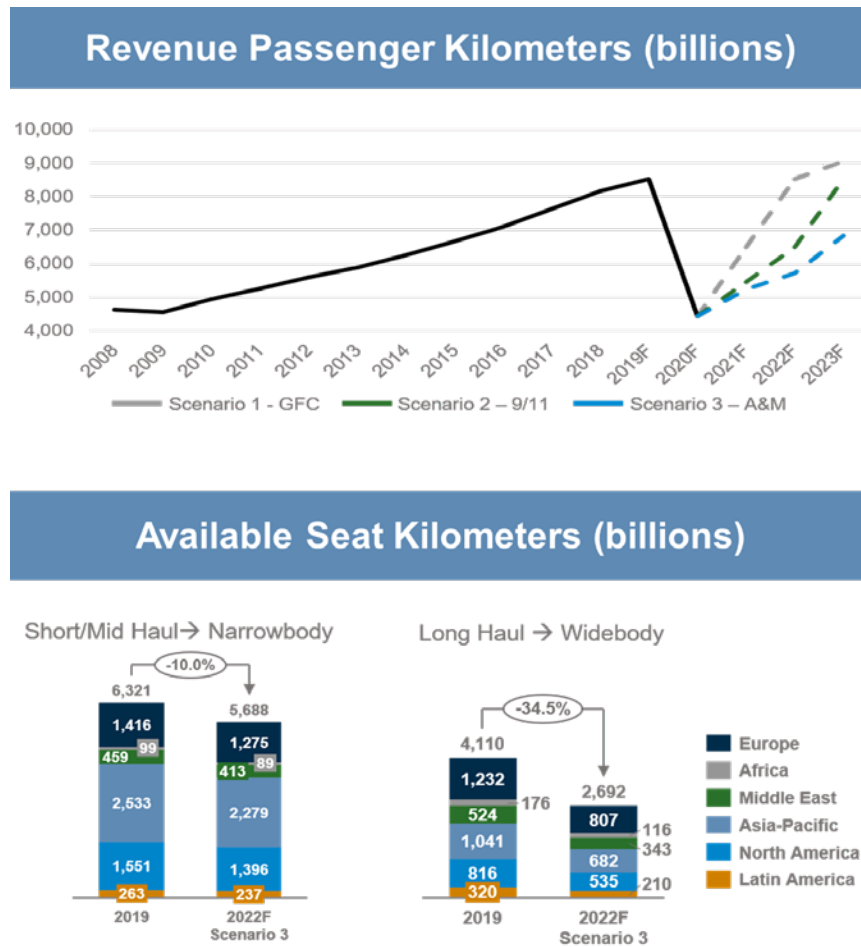 Revenue Passenger Kilometers (billions)
10,000
9,000
8,000
7,000
6,000
5,000
4,000
2008
2009
2010
2011
2012
2013
2014
2015
2016
2017
2018
2019F
2020F
2021F
2022F
2023F
Scenario 1 - GFC
Scenario 2 – 9/11
Scenario 3 – A&M
Available Seat Kilometers (billions)
Short/Mid Haul→ Narrowbody
-10.0%
6,321
5,688
1,416
99
459
2,533
1,551
263
1,275
89
413
2,279
1,396
237
2019
2022F
Scenario 3
Long Haul → Widebody
-34.5%
4,110
2,692
1,232
176
524
1,041
816
320
807
116
343
682
535
210
2019
2022F
Scenario 3
Europe
Africa
Middle East
Asia-Pacific
North America
Latin America